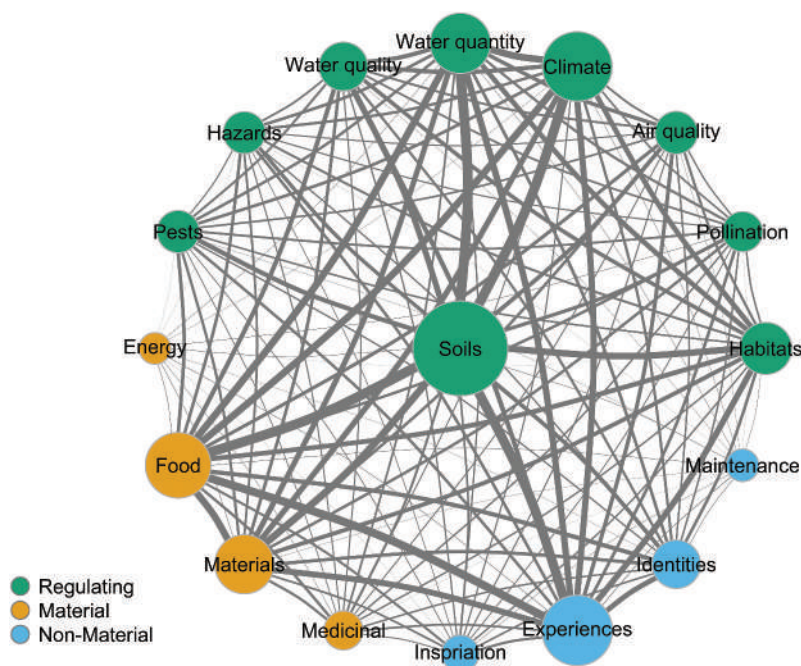 Water quantity
Water quality
Climate
Hazards
Air quality
Pests
Pollination
Energy
Soils
Habitats
Food
Maintenance
Materials
Identities
Regulating
Material
Non-Material
Medicinal
Inspriation
Experiences